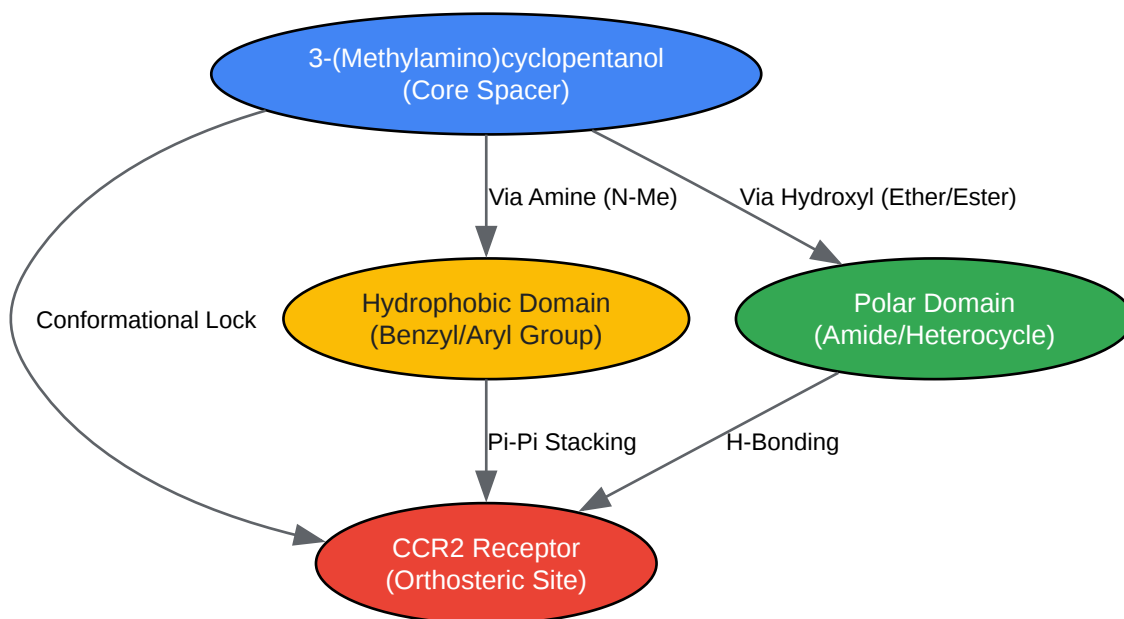 3-(Methylamino)cyclopentanol
(Core Spacer)
Via Amine (N-Me)
Via Hydroxyl (Ether/Ester)
Conformational Lock
Hydrophobic Domain
(Benzyl/Aryl Group)
Polar Domain
(Amide/Heterocycle)
Pi-Pi Stacking
H-Bonding
CCR2 Receptor
(Orthosteric Site)